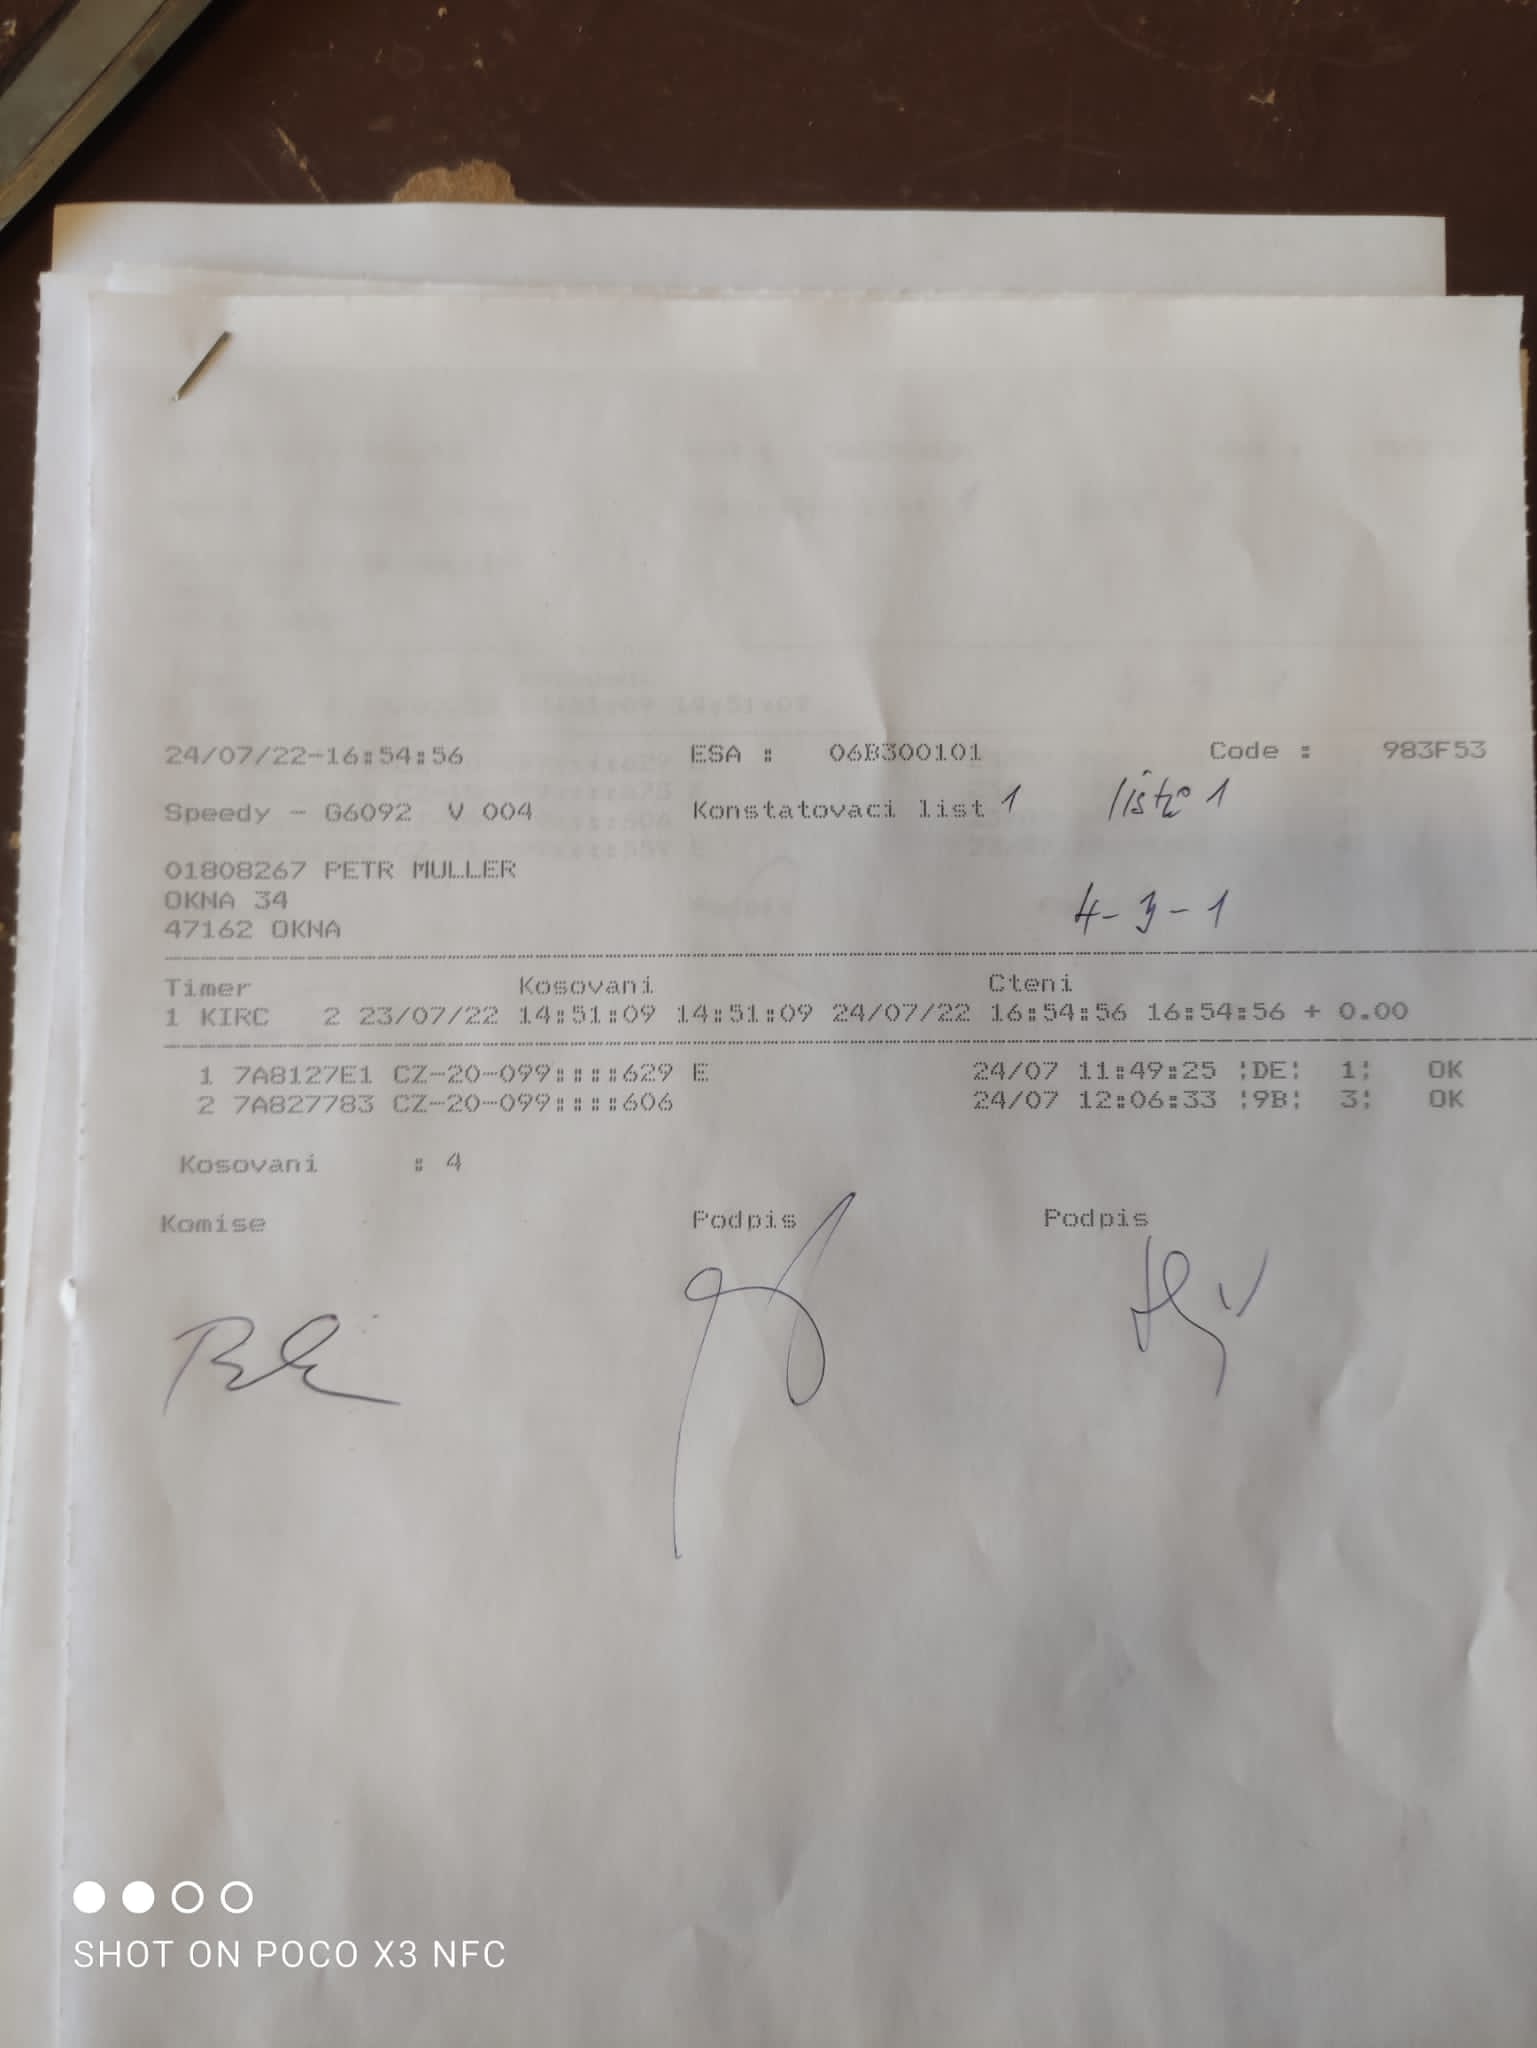 24/07/22-16:54:56 ESA : 06B300101 Code : 983F53
Speedy - G6092 V 004 Konstatovaci list 1 listů 1
01808267 PETR MULLER
OKNA 34
47162 OKNA
4-3-1
Timer Kosovani Cteni
1 KIRC 2 23/07/22 14:51:09 14:51:09 24/07/22 16:54:56 16:54:56 + 0.00
1 7A8127E1 CZ-20-099::::629 E 24/07 11:49:25 ¦DE¦ 1¦ OK
2 7A827783 CZ-20-099::::606 24/07 12:06:33 ¦9B¦ 3¦ OK
Kosovani : 4
Komise Podpis Podpis
SHOT ON POCO X3 NFC